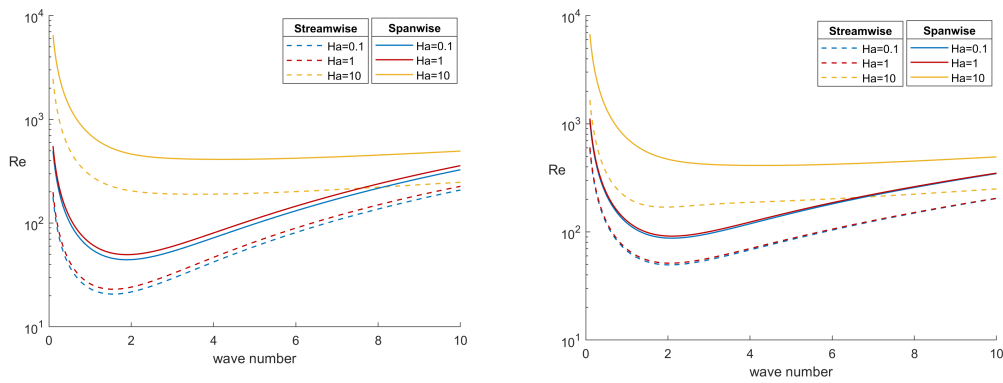 10^4
10^3
Re
10^2
10^1
0 2 4 6 8 10
wave number
Streamwise Spanwise
Ha=0.1 Ha=0.1
Ha=1 Ha=1
Ha=10 Ha=10
10^4
10^3
Re
10^2
10^1
0 2 4 6 8 10
wave number
Streamwise Spanwise
Ha=0.1 Ha=0.1
Ha=1 Ha=1
Ha=10 Ha=10